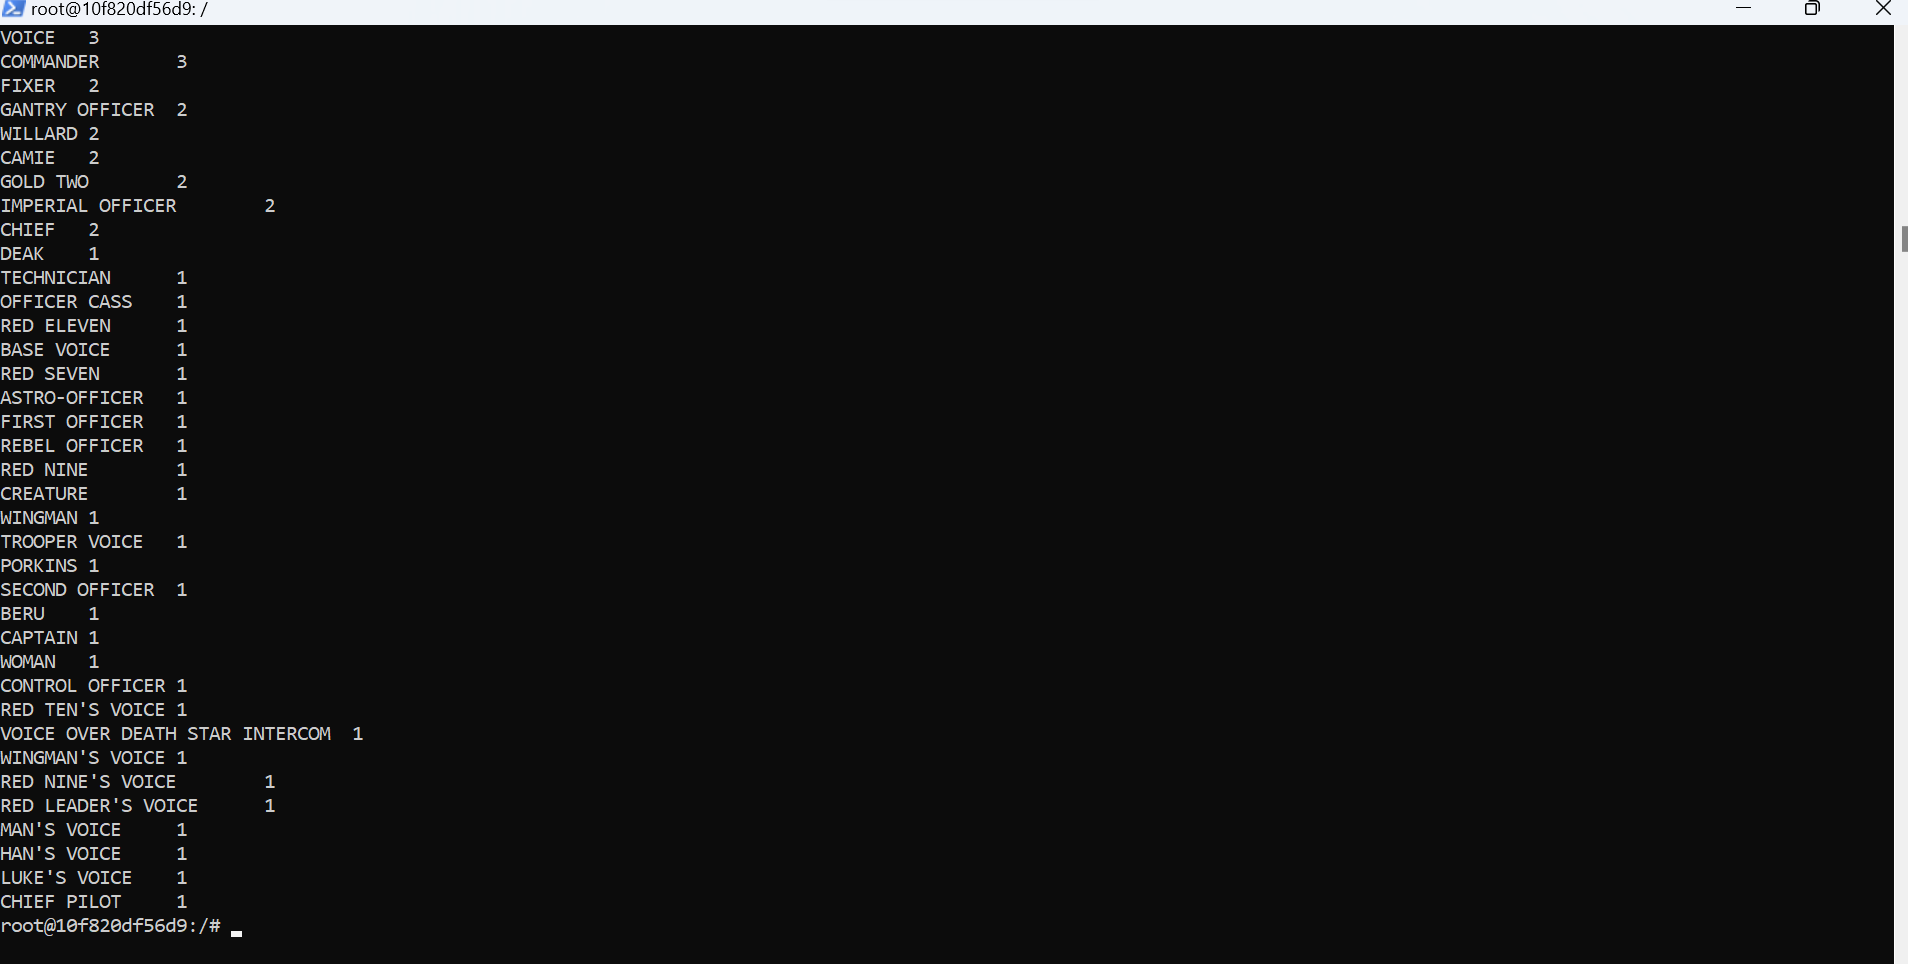 root@10f820df56d9: /
VOICE 3
COMMANDER 3
FIXER 2
GANTRY OFFICER 2
WILLARD 2
CAMIE 2
GOLD TWO 2
IMPERIAL OFFICER 2
CHIEF 2
DEAK 1
TECHNICIAN 1
OFFICER CASS 1
RED ELEVEN 1
BASE VOICE 1
RED SEVEN 1
ASTRO-OFFICER 1
FIRST OFFICER 1
REBEL OFFICER 1
RED NINE 1
CREATURE 1
WINGMAN 1
TROOPER VOICE 1
PORKINS 1
SECOND OFFICER 1
BERU 1
CAPTAIN 1
WOMAN 1
CONTROL OFFICER 1
RED TEN'S VOICE 1
VOICE OVER DEATH STAR INTERCOM 1
WINGMAN'S VOICE 1
RED NINE'S VOICE 1
RED LEADER'S VOICE 1
MAN'S VOICE 1
HAN'S VOICE 1
LUKE'S VOICE 1
CHIEF PILOT 1
root@10f820df56d9:/#